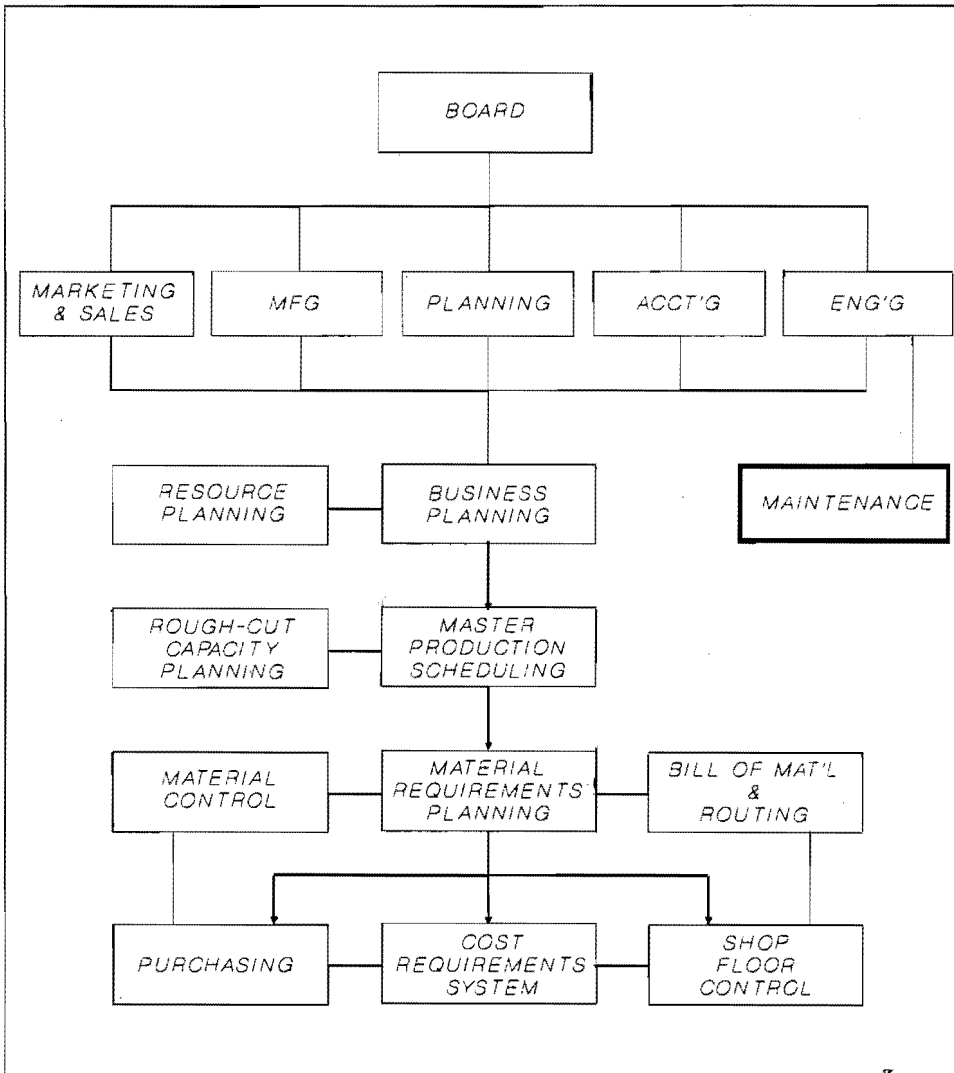 BOARD
MARKETING
& SALES
MFG
PLANNING
ACCT'G
ENG'G
RESOURCE
PLANNING
BUSINESS
PLANNING
MAINTENANCE
ROUGH-CUT
CAPACITY
PLANNING
MASTER
PRODUCTION
SCHEDULING
MATERIAL
CONTROL
MATERIAL
REQUIREMENTS
PLANNING
BILL OF MAT'L
&
ROUTING
PURCHASING
COST
REQUIREMENTS
SYSTEM
SHOP
FLOOR
CONTROL